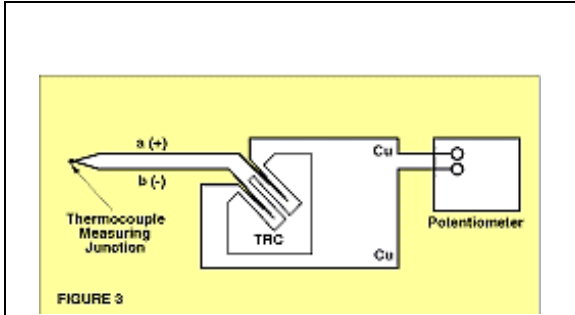 a (+)
Cu
b (-)
Thermocouple
Measuring
Junction
TRC
Potentiometer
Cu
FIGURE 3